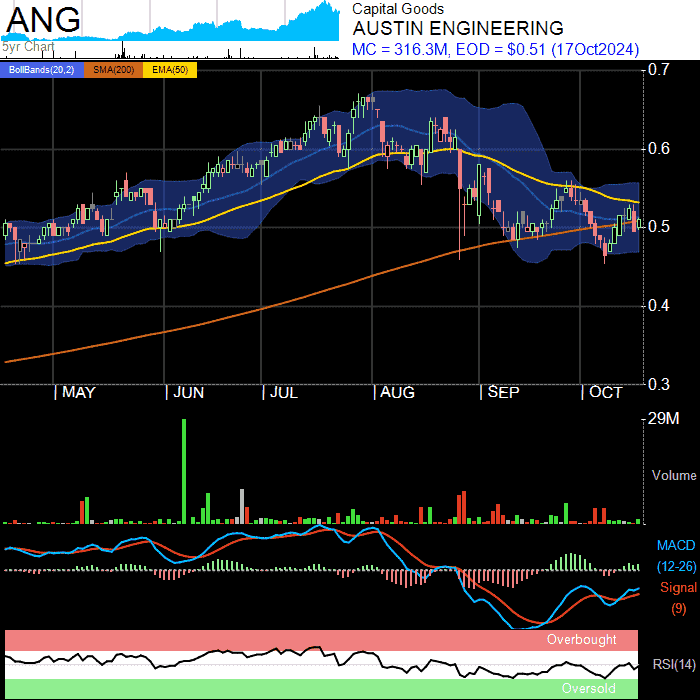 ANG
5yr Chart
Capital Goods
AUSTIN ENGINEERING
MC = 316.3M, EOD = $0.51 (17Oct2024)
BollBands(20,2) SMA(200) EMA(50)
0.7
0.6
0.5
0.4
0.3
MAY JUN JUL AUG SEP OCT
29M
Volume
MACD
(12-26)
Signal
(9)
Overbought
RSI(14)
Oversold